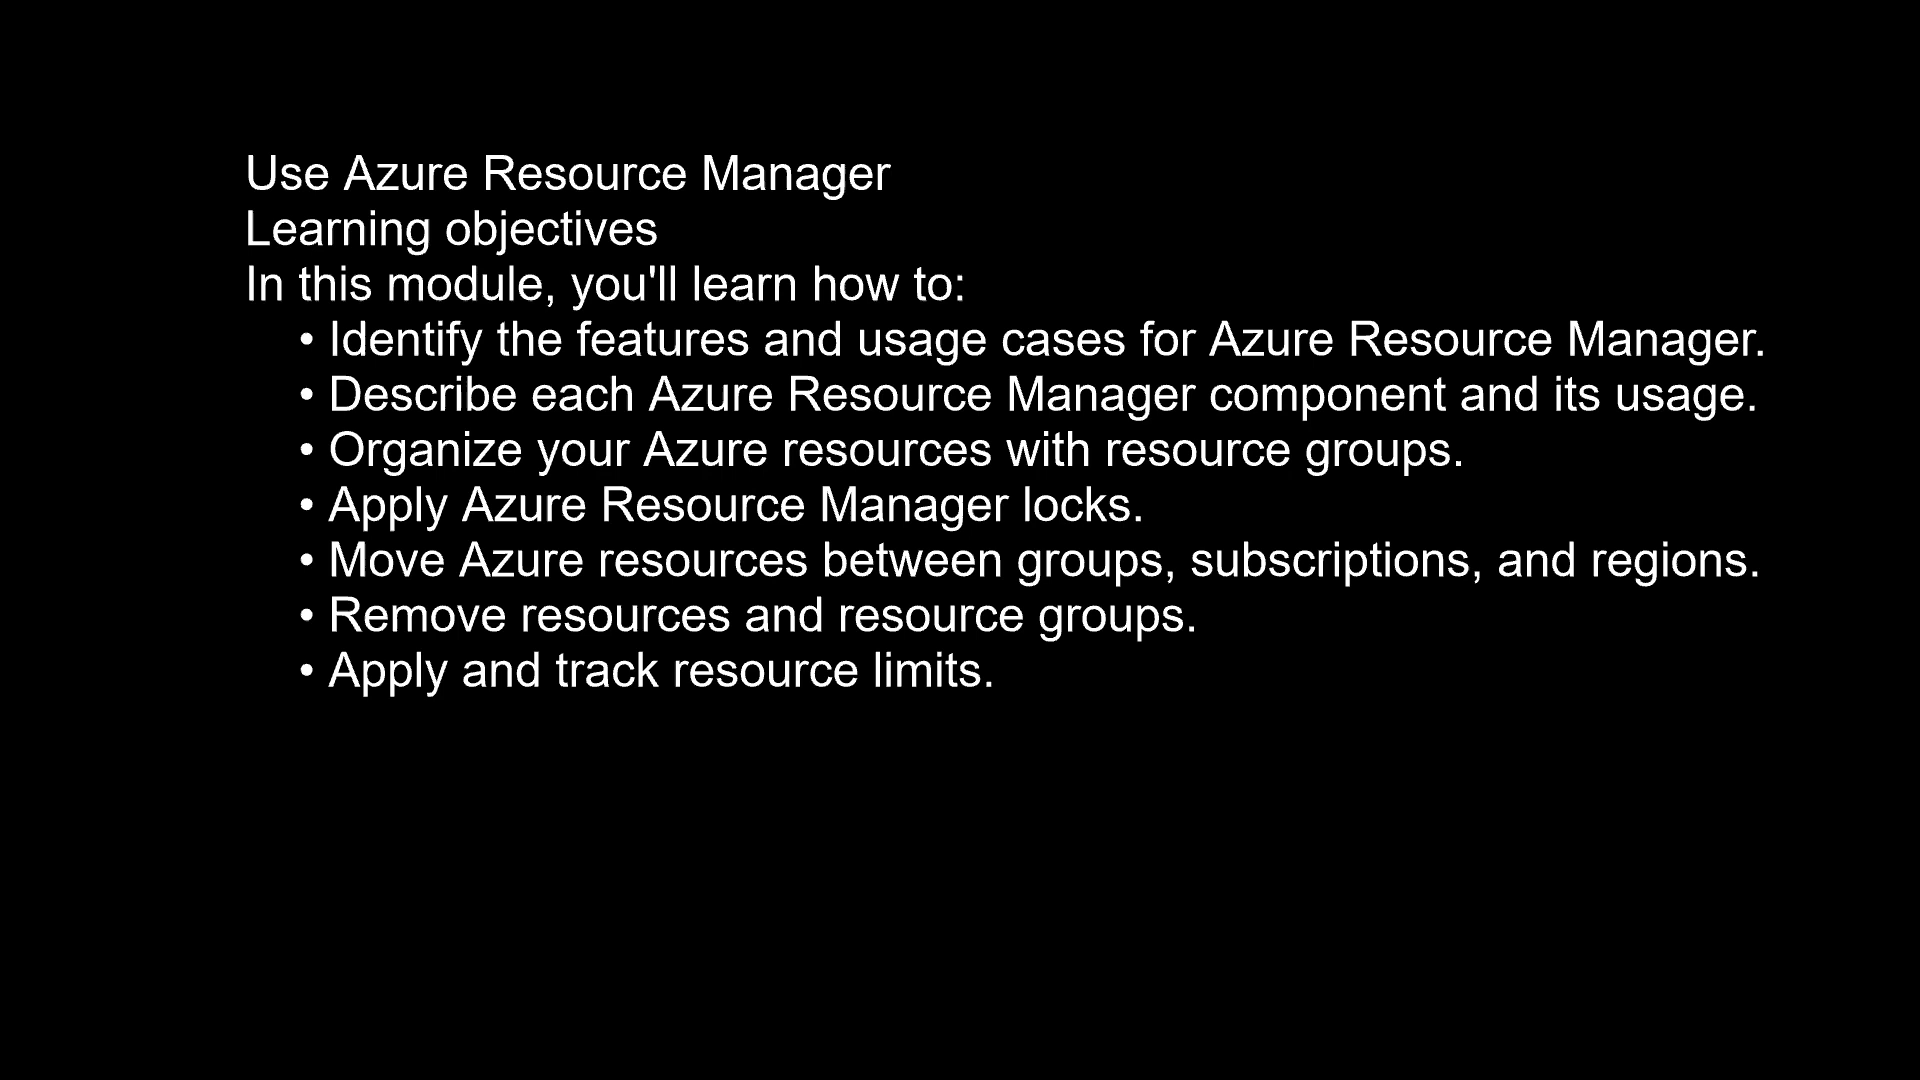 Use Azure Resource Manager
Learning objectives
In this module, you'll learn how to:
• Identify the features and usage cases for Azure Resource Manager.
• Describe each Azure Resource Manager component and its usage.
• Organize your Azure resources with resource groups.
• Apply Azure Resource Manager locks.
• Move Azure resources between groups, subscriptions, and regions.
• Remove resources and resource groups.
• Apply and track resource limits.